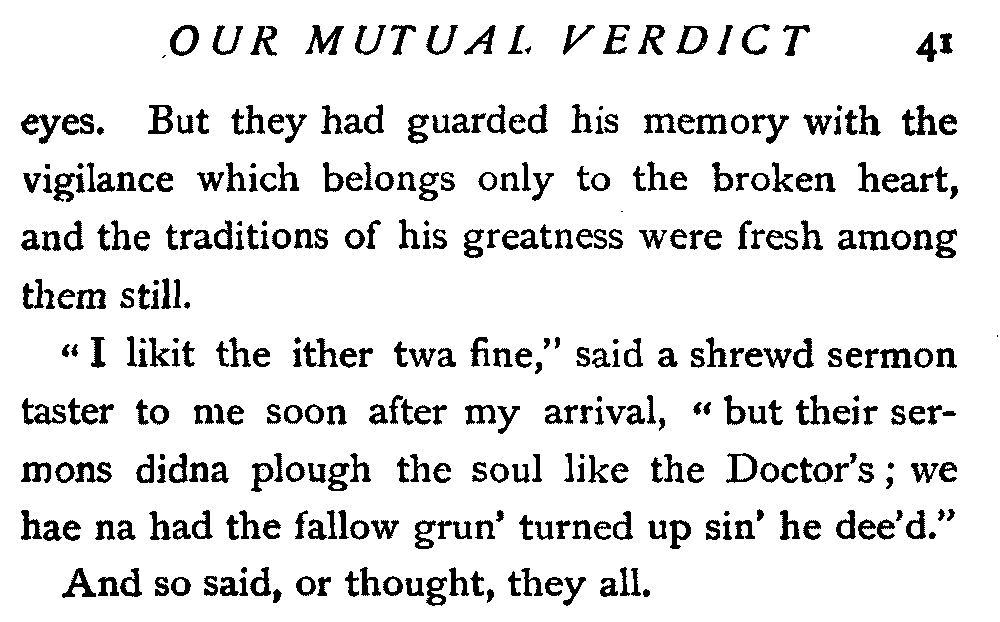 OUR MUTUAL VERDICT 41
eyes. But they had guarded his memory with the
vigilance which belongs only to the broken heart,
and the traditions of his greatness were fresh among
them still.
“ I likit the ither twa fine,” said a shrewd sermon
taster to me soon after my arrival, “ but their ser-
mons didna plough the soul like the Doctor’s ; we
hae na had the fallow grun’ turned up sin’ he dee’d.”
And so said, or thought, they all.